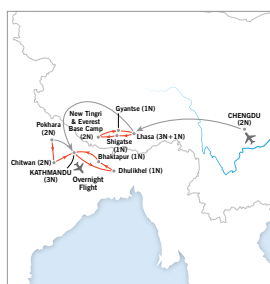 Gyantse (1N)
New Tingri
& Everest
Base Camp
(2N)
Shigatse
(1N)
Lhasa (3N+1N)
CHENGDU
(2N)
Pokhara
(2N)
Chitwan (2N)
KATHMANDU
(3N)
Bhaktapur (1N)
Overnight
Flight
Dhulikhel (1N)